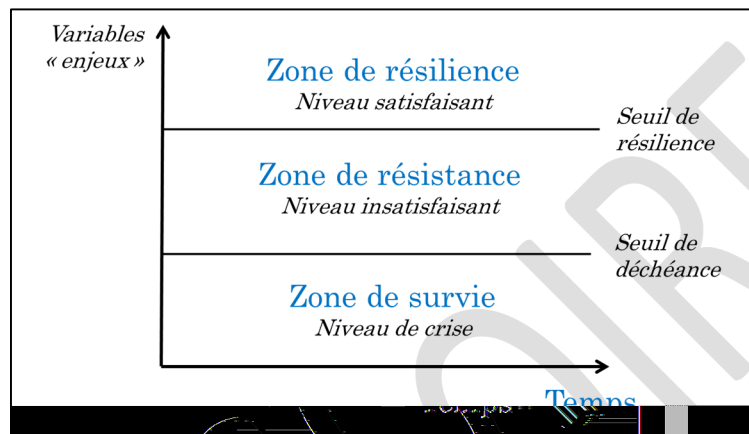 Variables
« enjeux »
Zone de résilience
Niveau satisfaisant
Seuil de
résilience
Zone de résistance
Niveau insatisfaisant
Seuil de
déchéance
Zone de survie
Niveau de crise
Temps